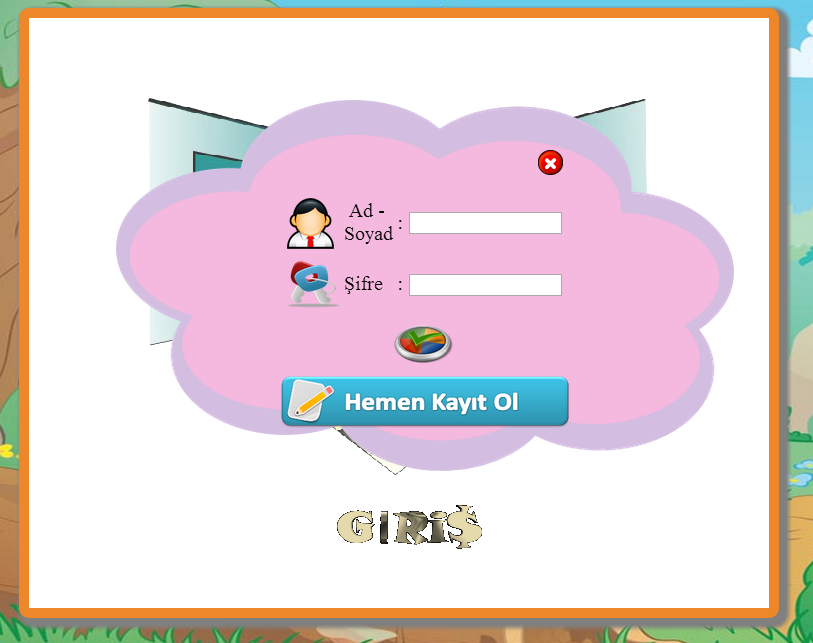 Ad -
Soyad :
Şifre :
Hemen Kayıt Ol
GİRİŞ